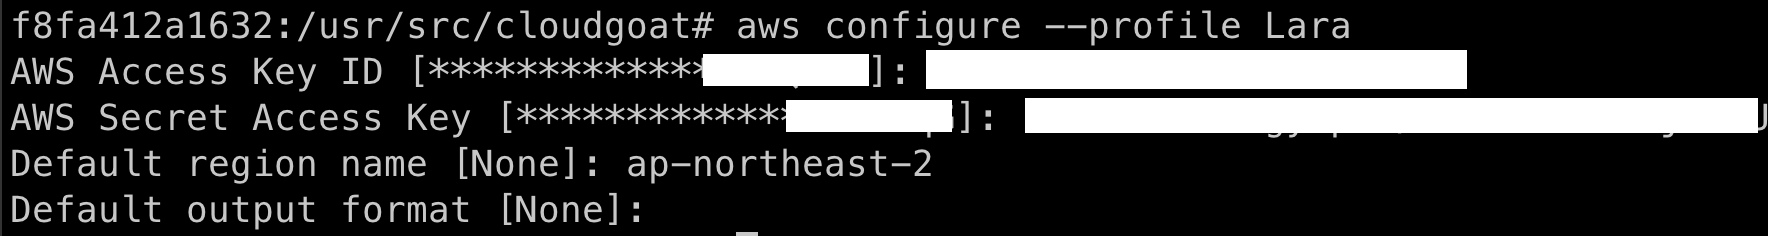 f8fa412a1632:/usr/src/cloudgoat# aws configure --profile Lara
AWS Access Key ID [*************]:
AWS Secret Access Key [*************]:
Default region name [None]: ap-northeast-2
Default output format [None]: